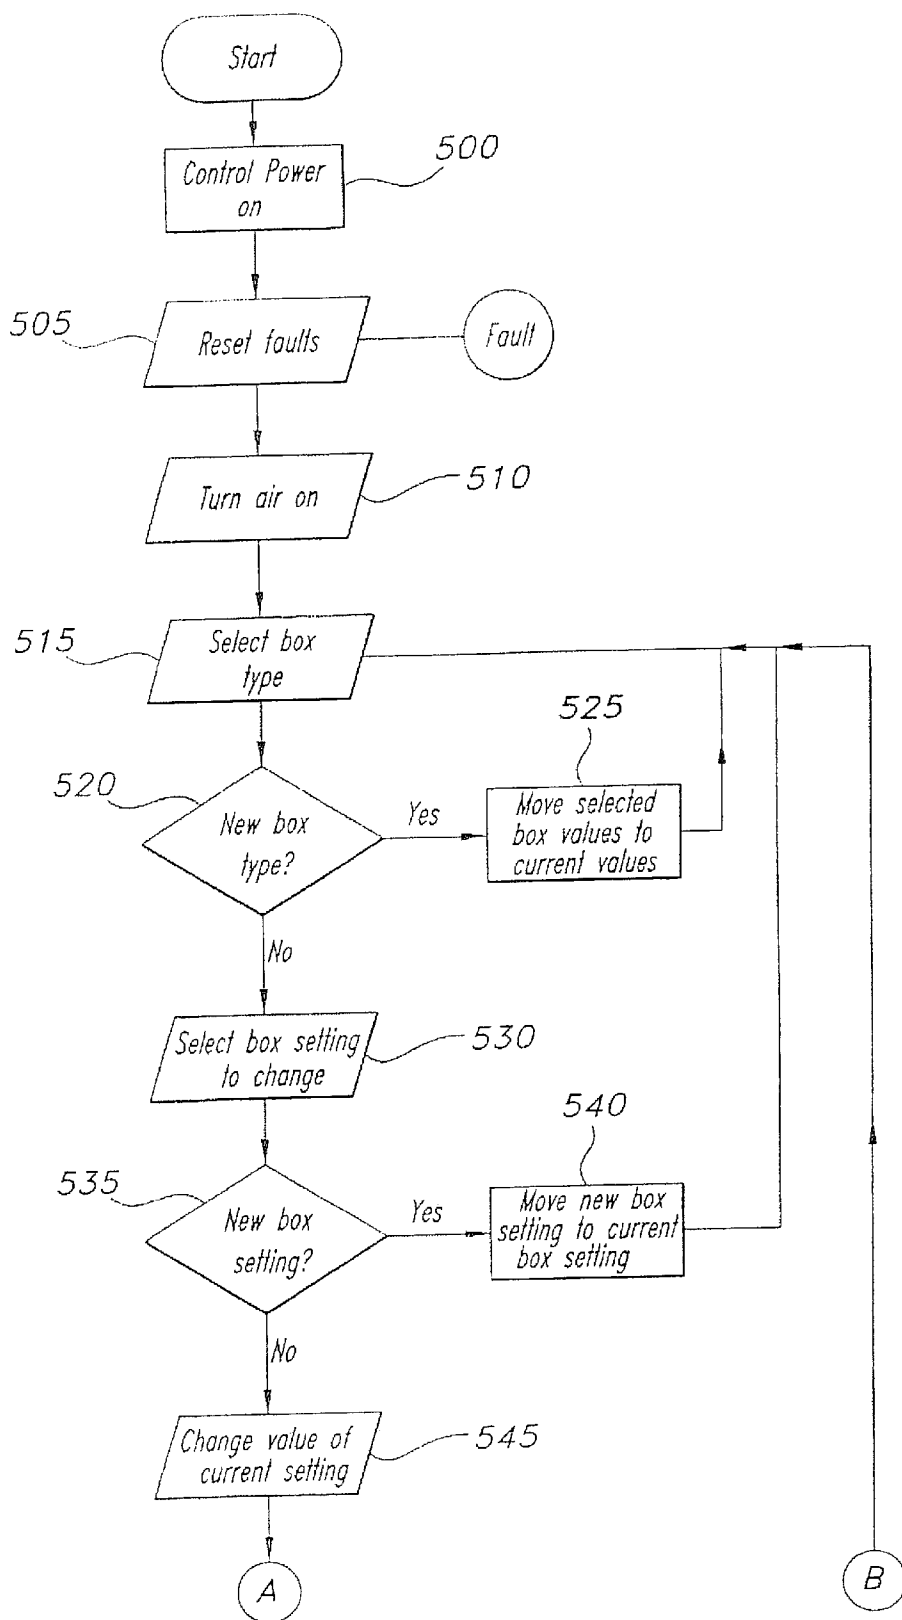 Start
500
Control Power
on
505
Reset faults
Fault
510
Turn air on
515
Select box
type
525
520
New box
type?
Yes
Move selected
box values to
current values
No
Select box setting
to change
530
540
535
New box
setting?
Yes
Move new box
setting to current
box setting
No
Change value of
current setting
545
A
B